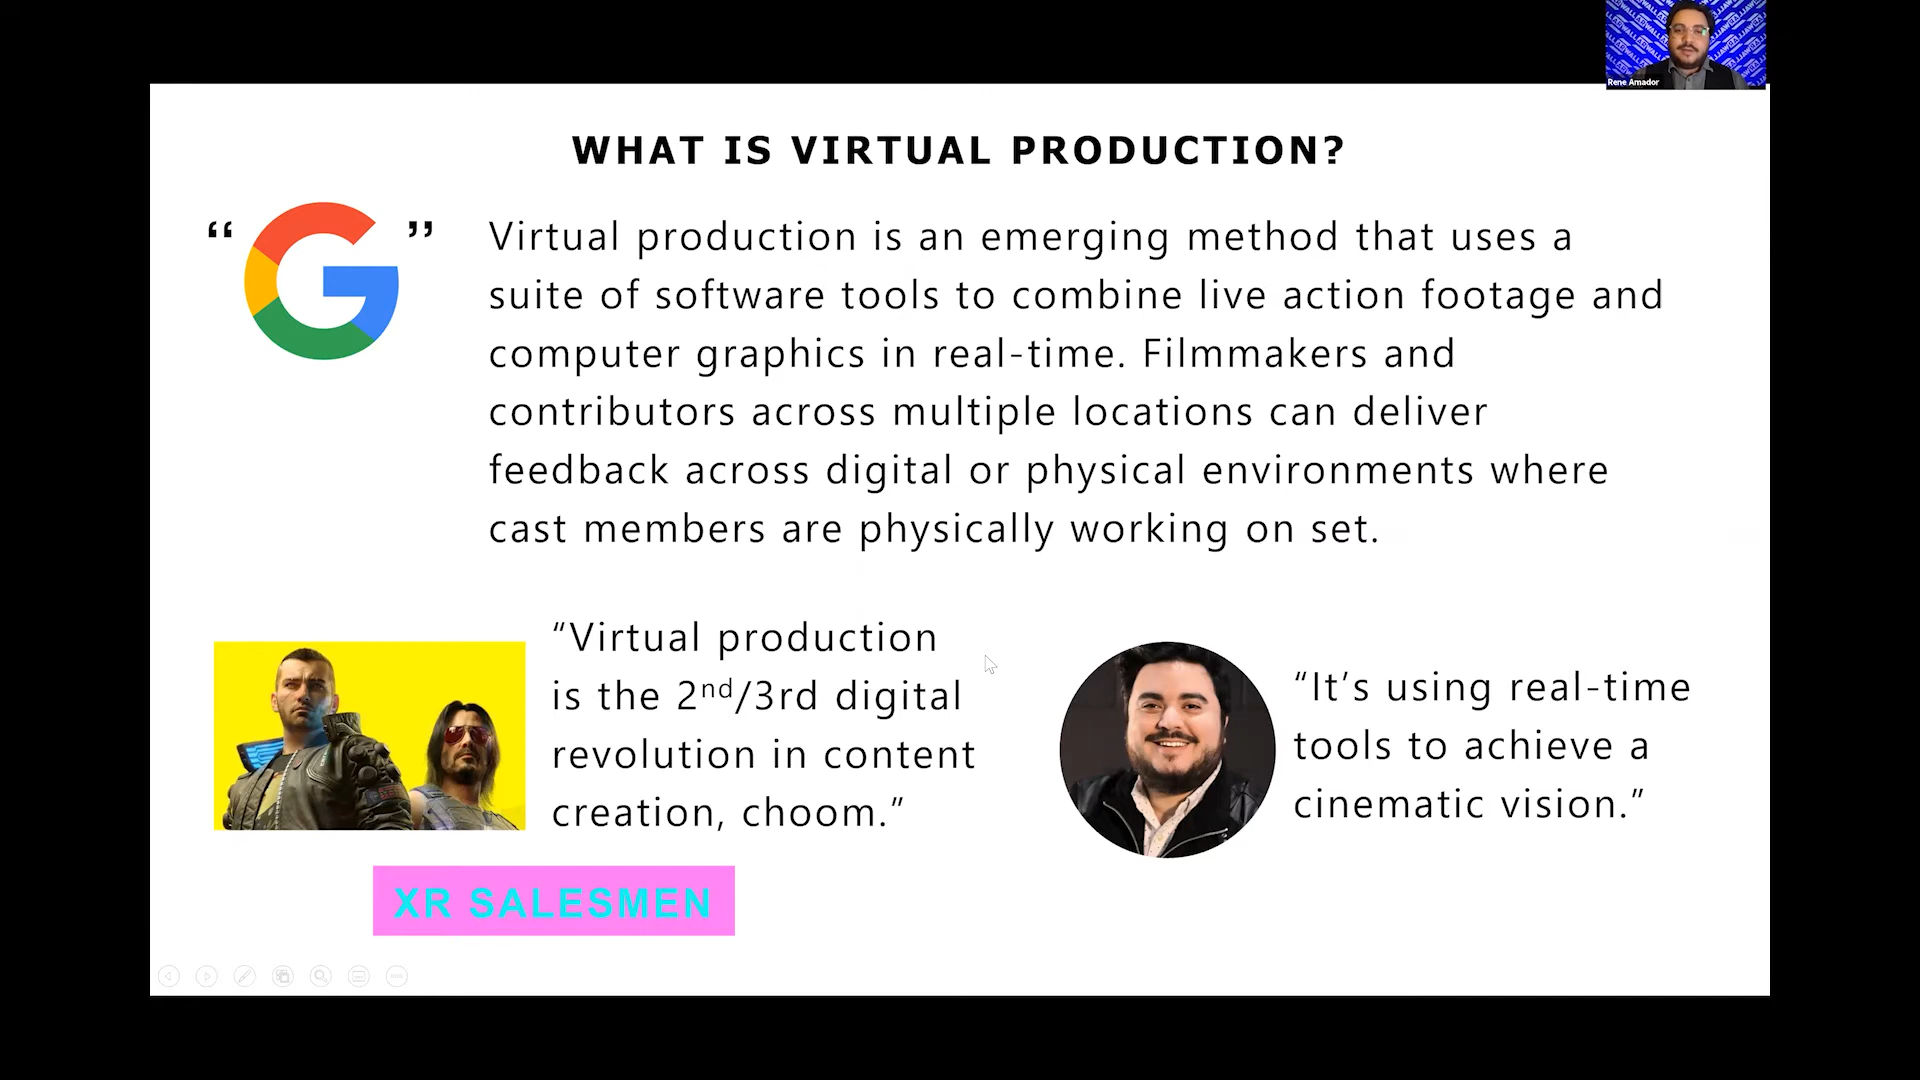 Rene Amador
WHAT IS VIRTUAL PRODUCTION?
“ G ”
Virtual production is an emerging method that uses a
suite of software tools to combine live action footage and
computer graphics in real-time. Filmmakers and
contributors across multiple locations can deliver
feedback across digital or physical environments where
cast members are physically working on set.
“Virtual production
is the 2nd/3rd digital
revolution in content
creation, choom.”
“It’s using real-time
tools to achieve a
cinematic vision.”
XR SALESMEN